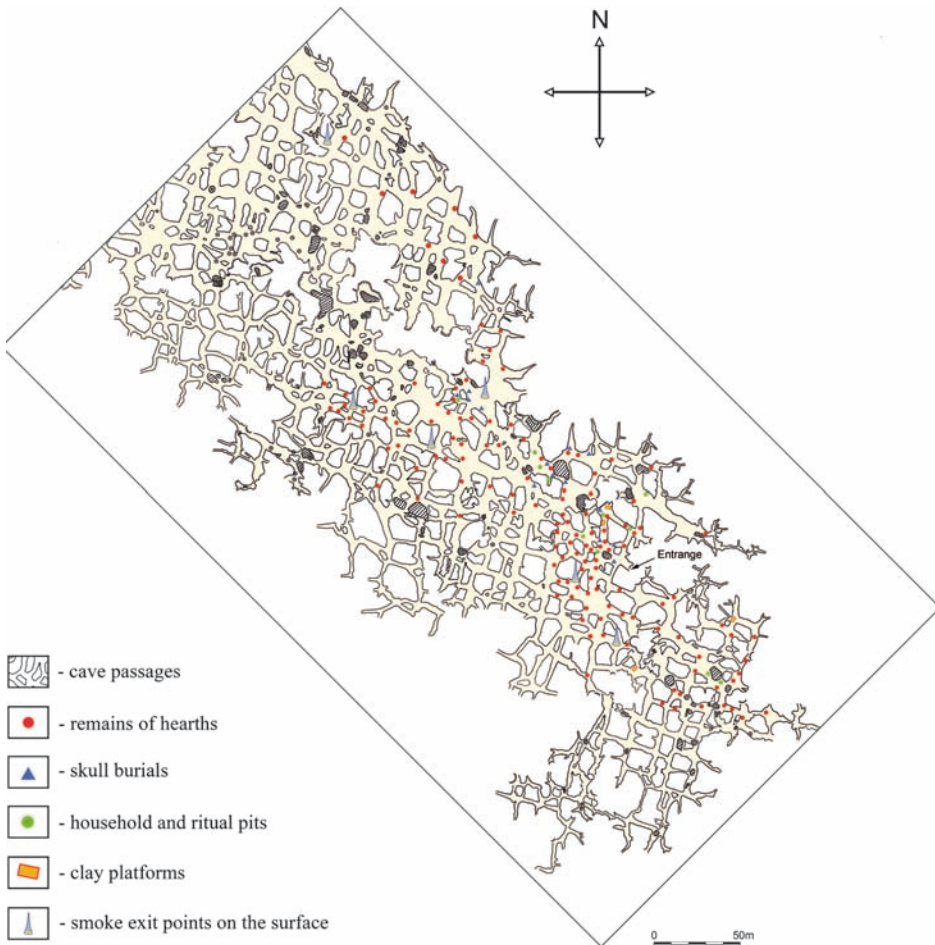 N
Entrange
- cave passages
- remains of hearths
- skull burials
- household and ritual pits
- clay platforms
- smoke exit points on the surface
0 50m